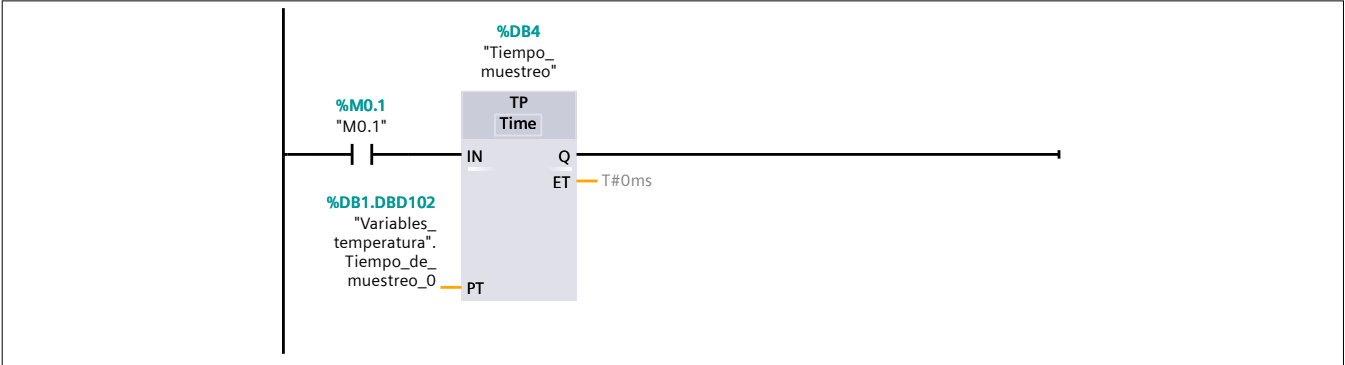 %DB4
"Tiempo_
muestreo"
TP
Time
%M0.1
"M0.1"
IN
Q
ET
T#0ms
%DB1.DBD102
"Variables_
temperatura".
Tiempo_de_
muestreo_0
PT